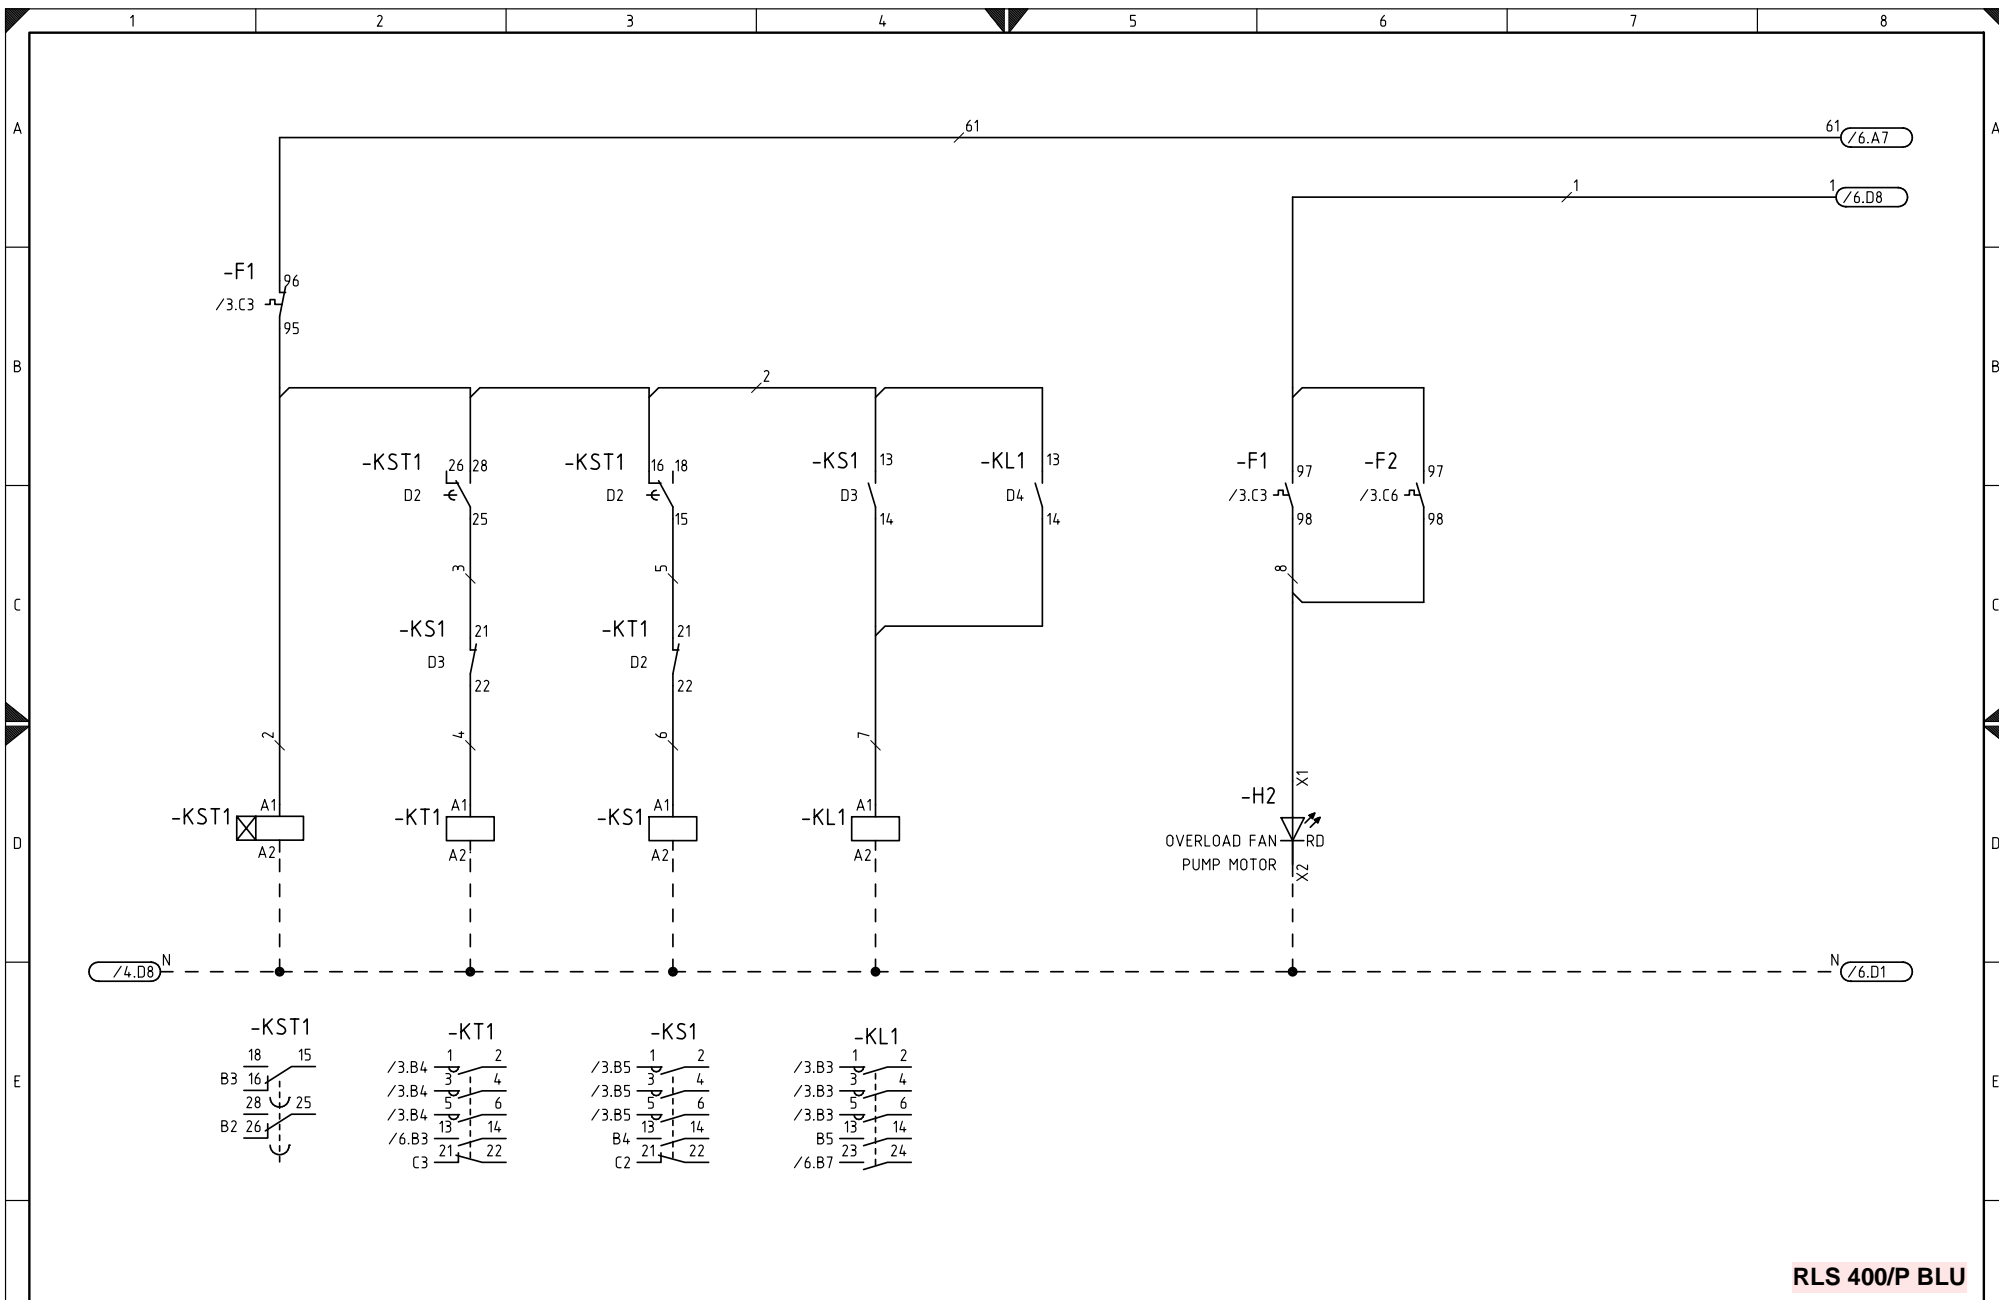 1 2 3 4 5 6 7 8
A 61 61 /6.A7 A
1 1 /6.D8
-F1 96
/3.C3
95
B 2 B
-KST1 26 28 -KST1 16 18 -KS1 13 -KL1 13 -F1 97 -F2 97
D2 D2 D3 D4 /3.C3 /3.C6
25 15 14 14 98 98
3 5 8
C C
-KS1 21 -KT1 21
D3 D2
22 22
2 4 6 7
X1
-H2
-KST1 A1 -KT1 A1 -KS1 A1 -KL1 A1
D OVERLOAD FAN RD D
A2 A2 A2 A2
PUMP MOTOR X2
/4.D8 N N /6.D1
-KST1 -KT1 -KS1 -KL1
18 15 /3.B4 1 2 /3.B5 1 2 /3.B3 1 2
B3 16 /3.B4 3 4 /3.B5 3 4 /3.B3 3 4
E E
28 25 /3.B4 5 6 /3.B5 5 6 /3.B3 5 6
B2 26 /6.B3 13 14 B4 13 14 B5 13 14
C3 21 22 C2 21 22 /6.B7 23 24
RLS 400/P BLU